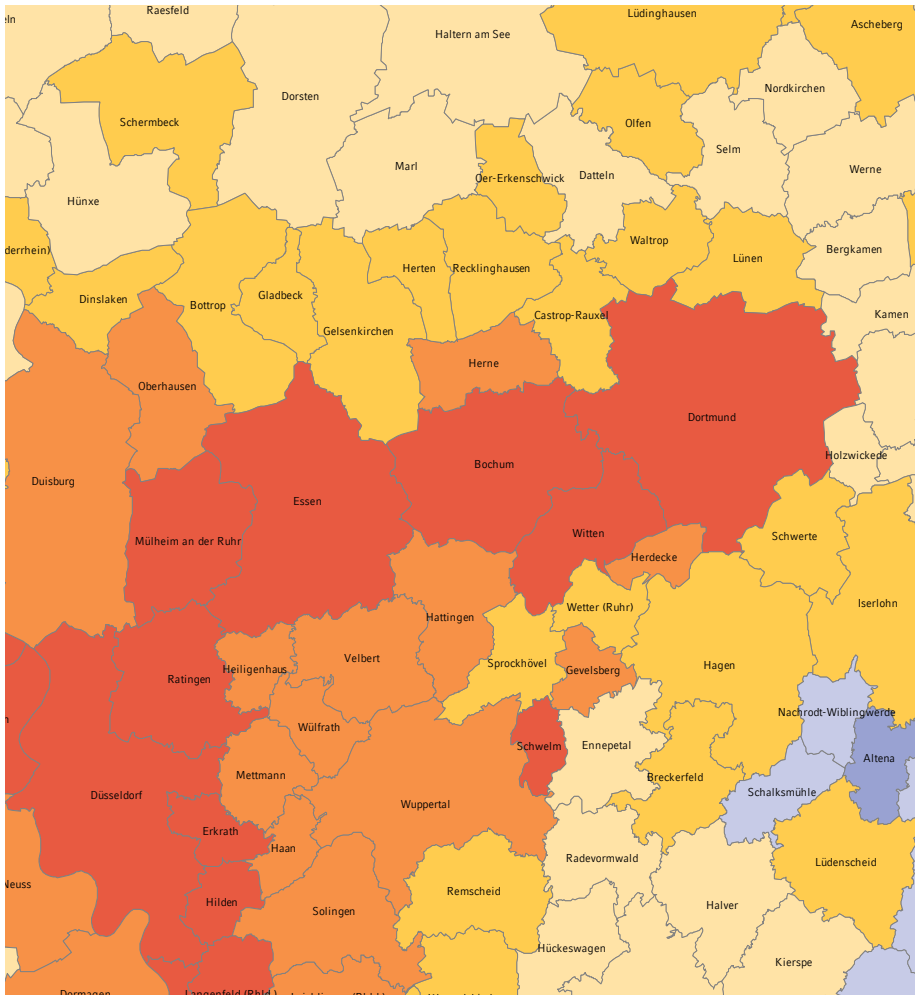 eln
Raesfeld
Lüdinghausen
Ascheberg
Haltern am See
Nordkirchen
Dorsten
Schermbeck
Olfen
Selm
Marl
Oer-Erkenschwick
Datteln
Werne
Hünxe
Waltrop
derrhein)
Bergkamen
Lünen
Herten
Recklinghausen
Gladbeck
Dinslaken
Bottrop
Castrop-Rauxel
Kamen
Gelsenkirchen
Herne
Oberhausen
Dortmund
Holzwickede
Bochum
Duisburg
Essen
Witten
Schwerte
Mülheim an der Ruhr
Herdecke
Iserlohn
Wetter (Ruhr)
Hattingen
Velbert
Sprockhövel
Hagen
Heiligenhaus
Gevelsberg
Ratingen
Nachrodt-Wiblingwerde
n
Wülfrath
Schwelm
Ennepetal
Altena
Mettmann
Breckerfeld
Schalksmühle
Düsseldorf
Wuppertal
Erkrath
Haan
Radevormwald
Lüdenscheid
Neuss
Remscheid
Hilden
Solingen
Halver
Hückeswagen
Kierspe
Dormagen
Langenfeld (Rhld.)